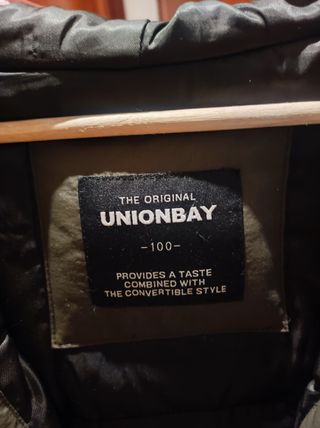 THE ORIGINAL
UNIONBAY
-100-
PROVIDES A TASTE
COMBINED WITH
THE CONVERTIBLE STYLE